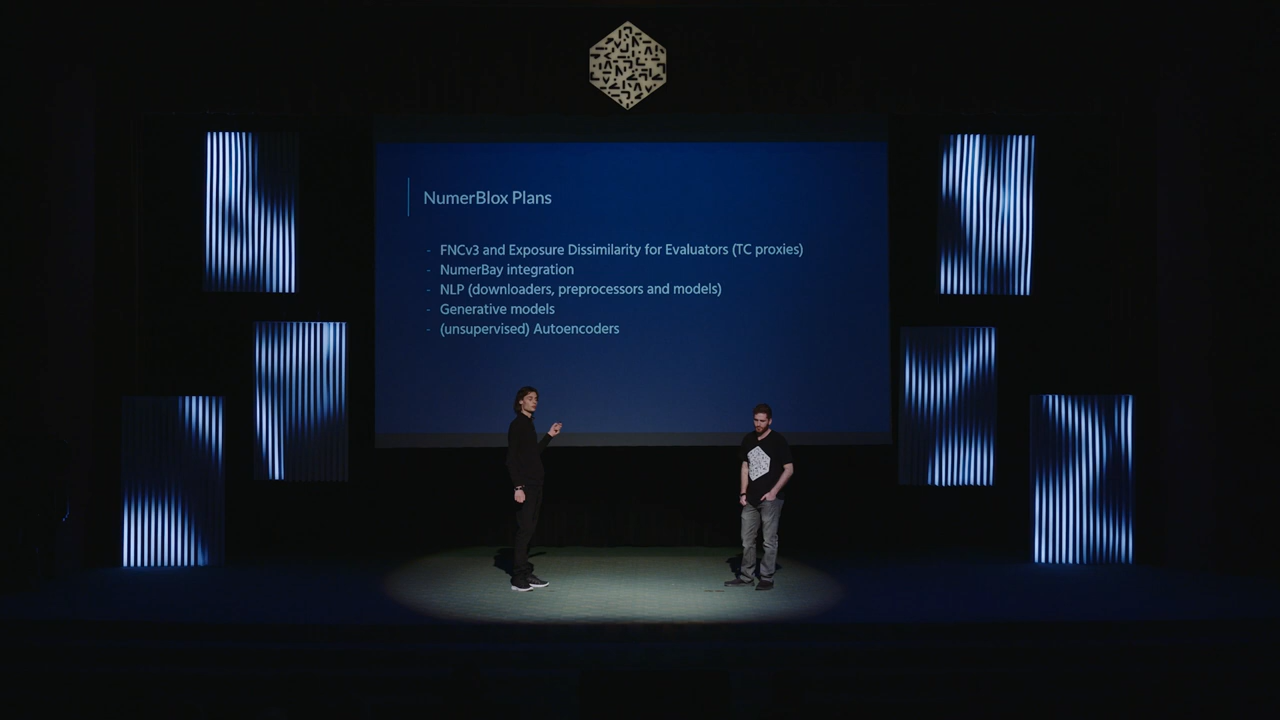 NumerBlox Plans
- FNCv3 and Exposure Dissimilarity for Evaluators (TC proxies)
- NumerBay integration
- NLP (downloaders, preprocessors and models)
- Generative models
- (unsupervised) Autoencoders